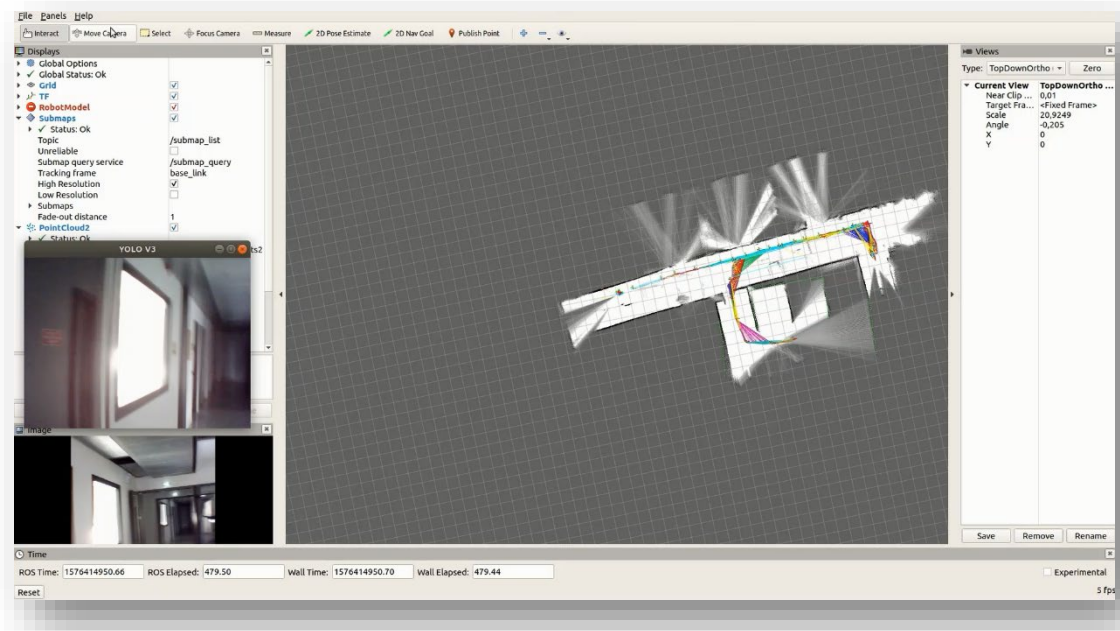 File Panels Help
Interact Move Camera Select Focus Camera Measure 2D Pose Estimate 2D Nav Goal Publish Point
Displays
Global Options
Global Status: Ok
Grid
TF
RobotModel
Submaps
Status: Ok
Topic /submap_list
Unreliable
Submap query service /submap_query
Tracking frame base_link
High Resolution
Low Resolution
Submaps
Fade-out distance 1
PointCloud2
Status: Ok
ts2
YOLO V3
Image
Views
Type: TopDownOrtho Zero
Current View TopDownOrtho ...
Near Clip ... 0,01
Target Fra... <Fixed Frame>
Scale 20,9249
Angle -0,205
X 0
Y 0
Save Remove Rename
Time
ROS Time: 1576414950.66 ROS Elapsed: 479.50 Wall Time: 1576414950.70 Wall Elapsed: 479.44 Experimental
Reset 5 fps